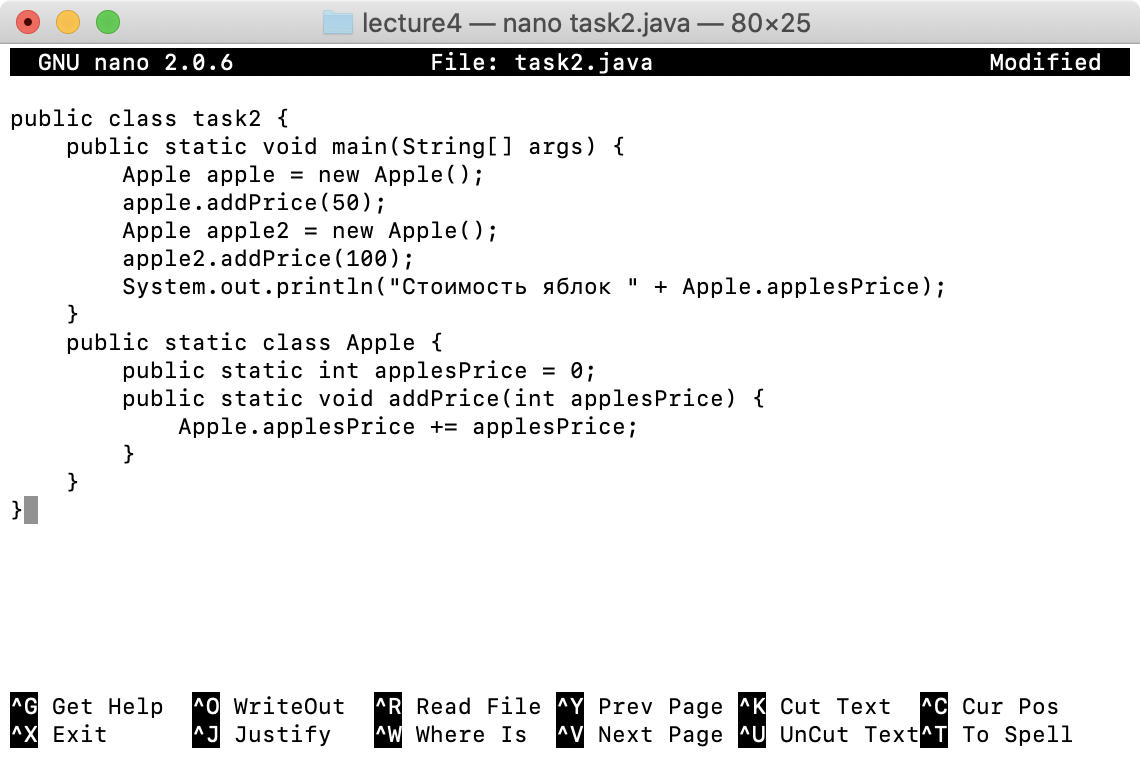 lecture4 — nano task2.java — 80×25
GNU nano 2.0.6 File: task2.java Modified
public class task2 {
    public static void main(String[] args) {
        Apple apple = new Apple();
        apple.addPrice(50);
        Apple apple2 = new Apple();
        apple2.addPrice(100);
        System.out.println("Стоимость яблок " + Apple.applesPrice);
    }
    public static class Apple {
        public static int applesPrice = 0;
        public static void addPrice(int applesPrice) {
            Apple.applesPrice += applesPrice;
        }
    }
}
^G Get Help ^O WriteOut ^R Read File ^Y Prev Page ^K Cut Text ^C Cur Pos
^X Exit ^J Justify ^W Where Is ^V Next Page ^U UnCut Text ^T To Spell